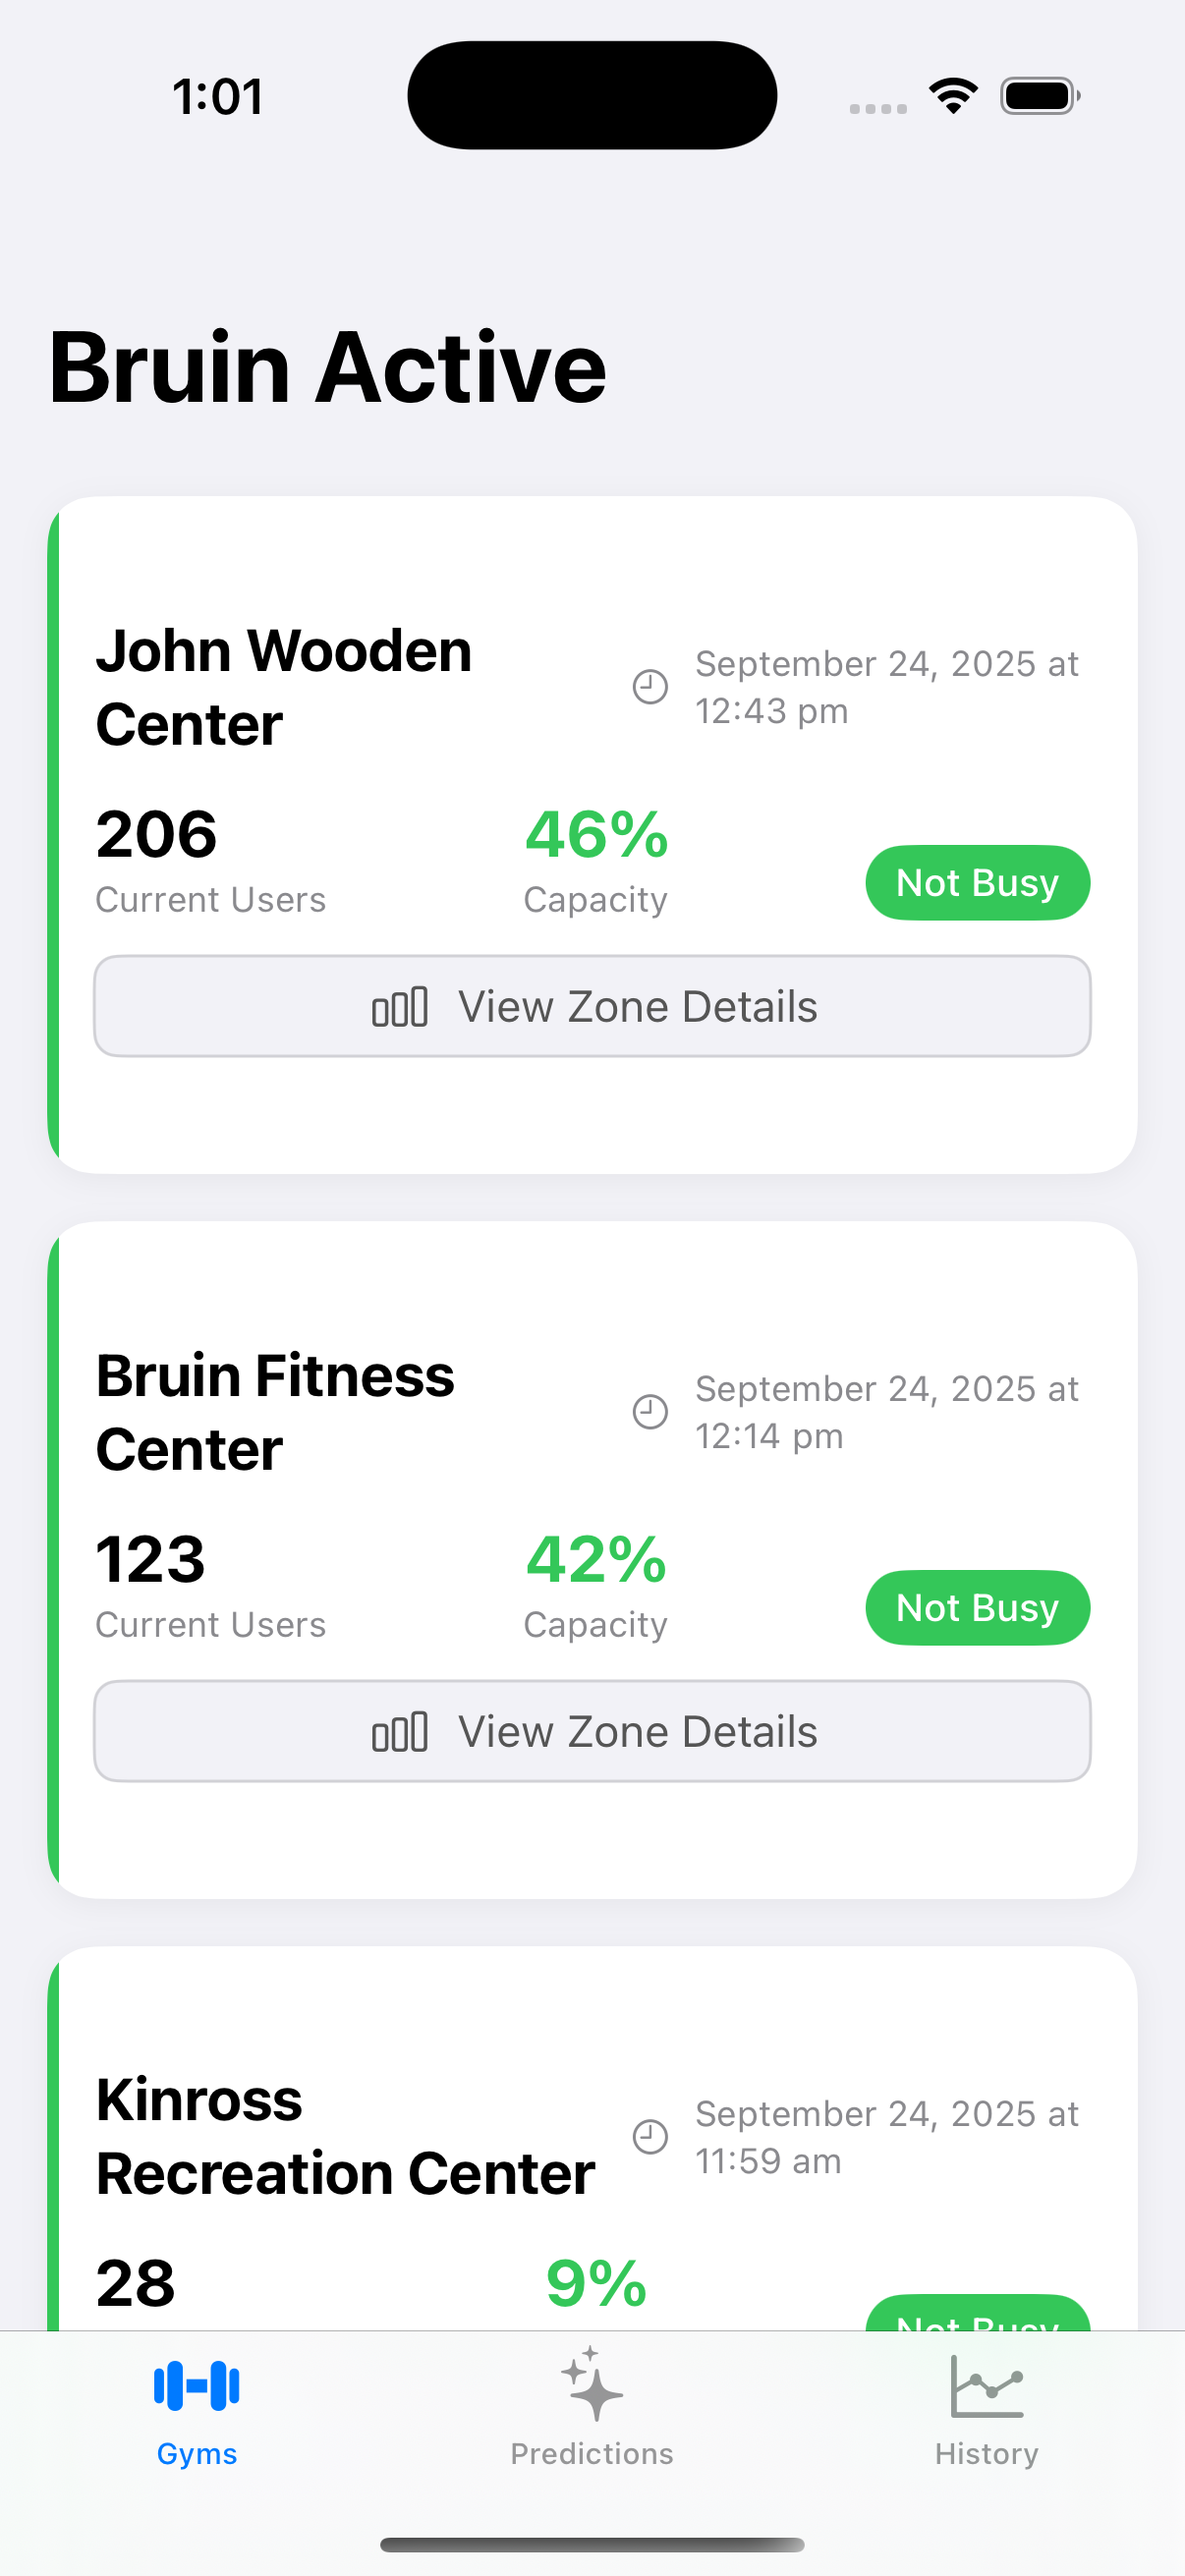 1:01
Bruin Active
John Wooden
Center
September 24, 2025 at
12:43 pm
206
46%
Current Users
Capacity
Not Busy
View Zone Details
Bruin Fitness
Center
September 24, 2025 at
12:14 pm
123
42%
Current Users
Capacity
Not Busy
View Zone Details
Kinross
Recreation Center
September 24, 2025 at
11:59 am
28
9%
Not Busy
Gyms
Predictions
History